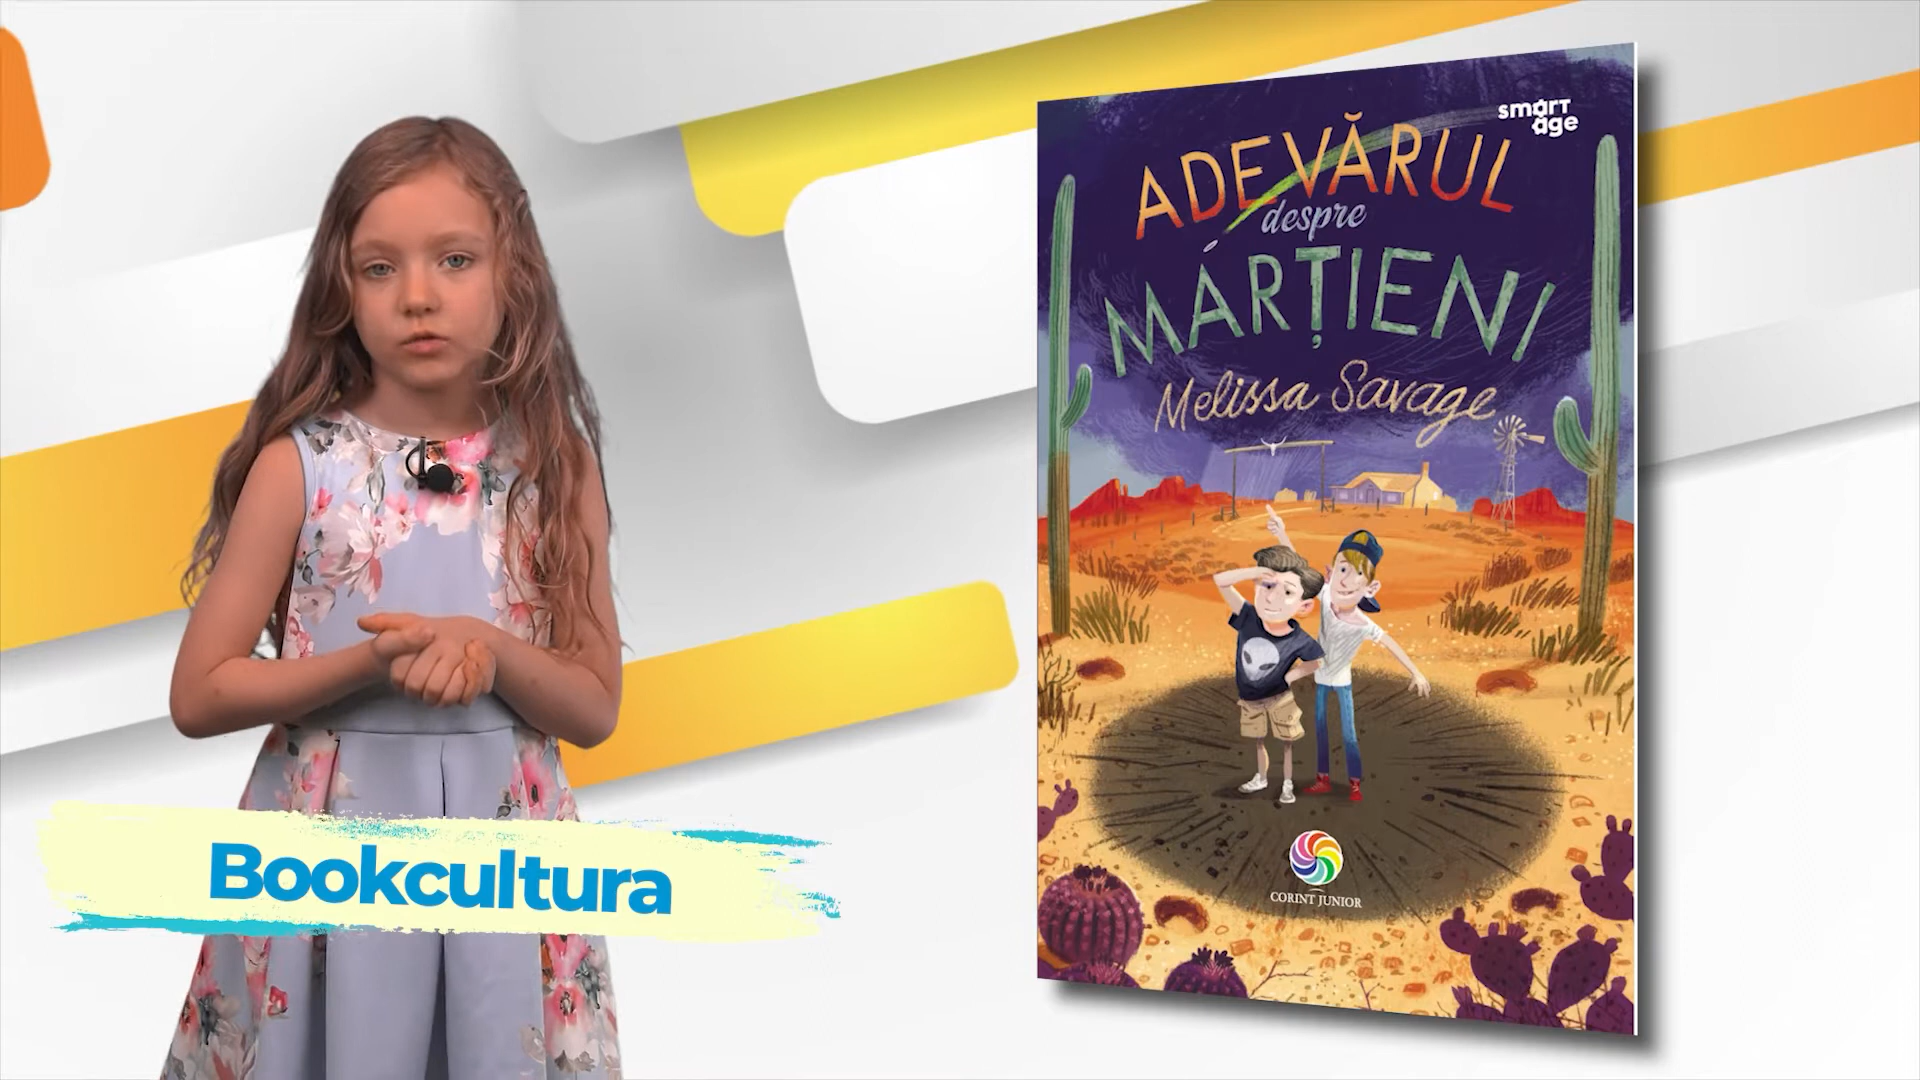 smart
age
ADEVĂRUL
despre
MARȚIENI
Melissa Savage
CORINT JUNIOR
Bookcultura